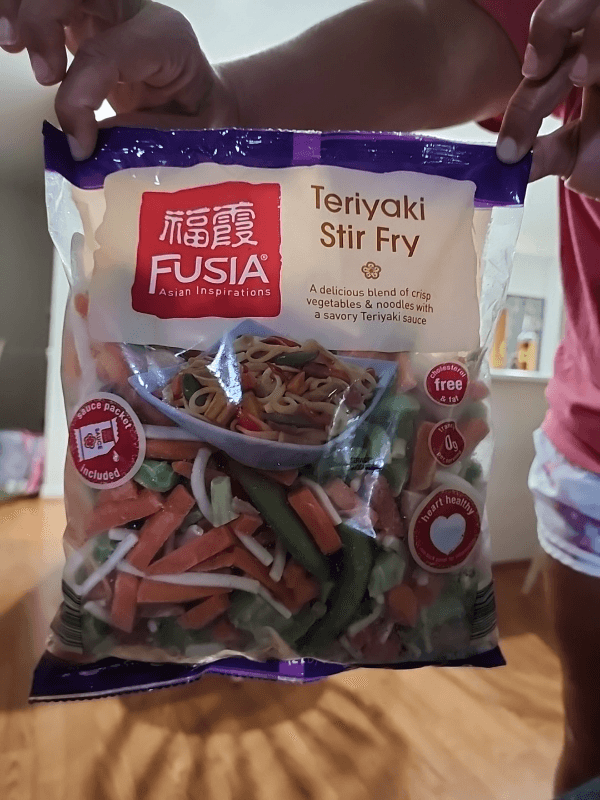 福霞
FUSIA®
Asian Inspirations
Teriyaki
Stir Fry
A delicious blend of crisp
vegetables & noodles with
a savory Teriyaki sauce
cholesterol
free
& fat
sauce packet
included
trans
0g
heart healthy